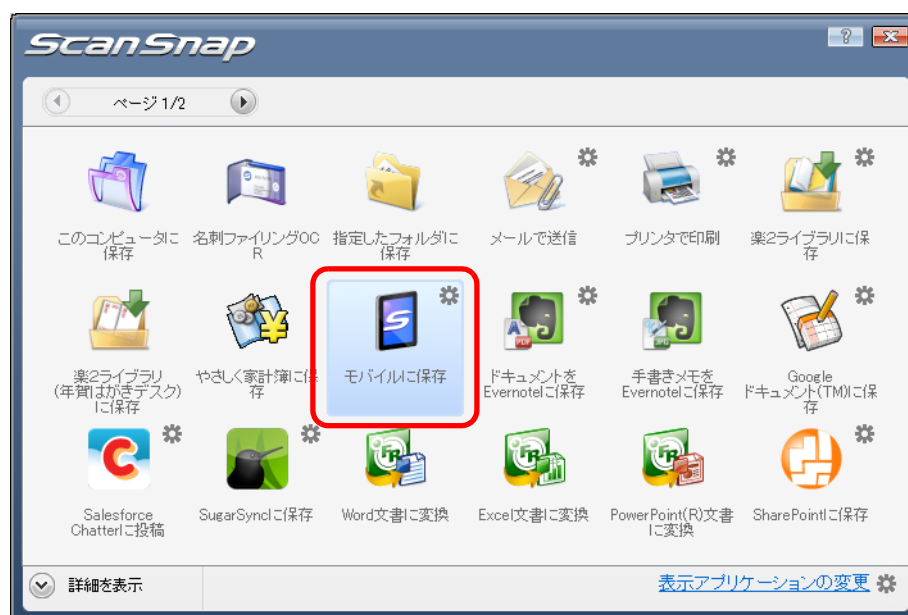 ScanSnap
ページ 1/2
このコンピュータに
保存
名刺ファイリングOC
R
指定したフォルダに
保存
メールで送信
プリンタで印刷
楽2ライブラリに保
存
楽2ライブラリ
(年賀はがきデスク)
に保存
やさしく家計簿に保
存
モバイルに保存
ドキュメントを
Evernoteに保存
手書きメモを
Evernoteに保存
Google
ドキュメント(TM)に保
存
Salesforce
Chatterに投稿
SugarSyncに保存
Word文書に変換
Excel文書に変換
PowerPoint(R)文書
に変換
SharePointに保存
詳細を表示
表示アプリケーションの変更